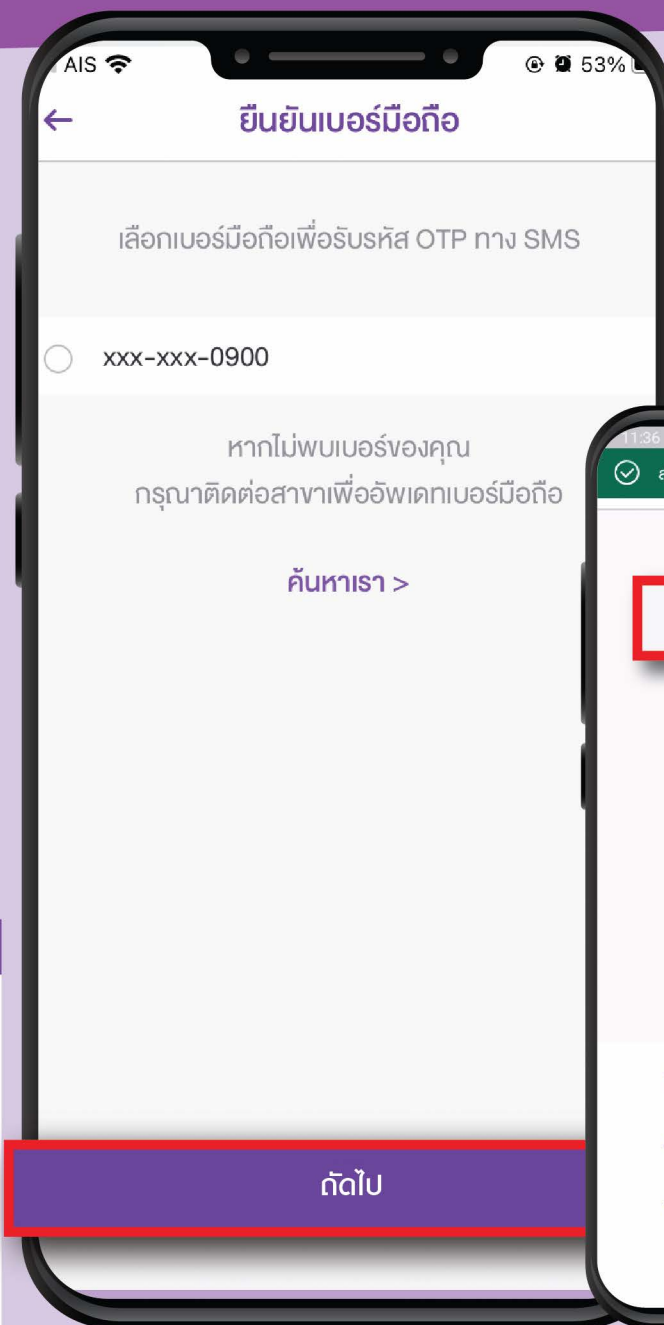 AIS
53%
ยืนยันเบอร์มือถือ
เลือกเบอร์มือถือเพื่อรับรหัส OTP ทาง SMS
xxx-xxx-0900
หากไม่พบเบอร์ของคุณ
กรุณาติดต่อสาขาเพื่ออัพเดทเบอร์มือถือ
ค้นหาเรา >
ถัดไป
11:36